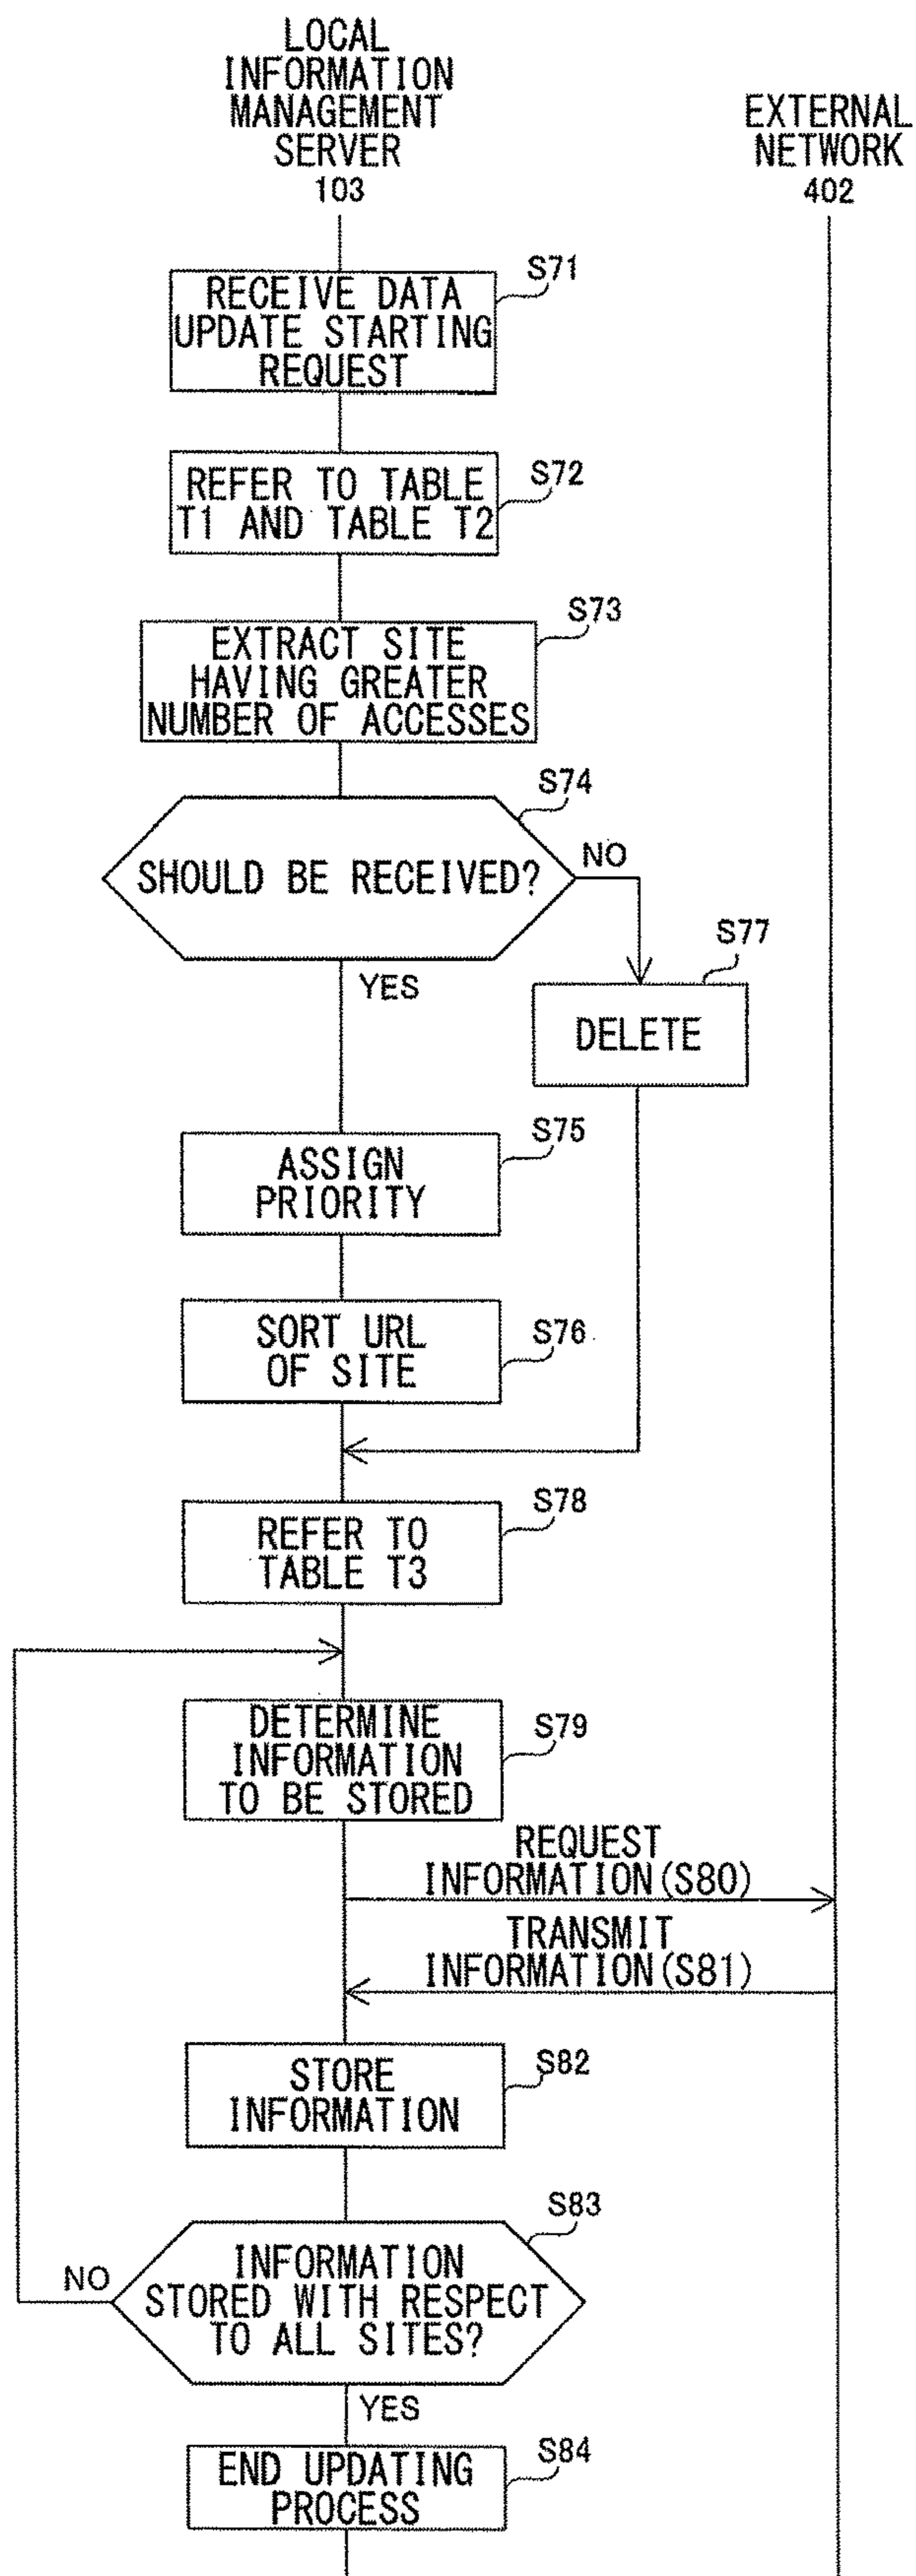 LOCAL
INFORMATION
MANAGEMENT
SERVER
103
EXTERNAL
NETWORK
402
S71
RECEIVE DATA
UPDATE STARTING
REQUEST
S72
REFER TO TABLE
T1 AND TABLE T2
S73
EXTRACT SITE
HAVING GREATER
NUMBER OF ACCESSES
S74
SHOULD BE RECEIVED?
NO
YES
S77
DELETE
S75
ASSIGN
PRIORITY
S76
SORT URL
OF SITE
S78
REFER TO
TABLE T3
S79
DETERMINE
INFORMATION
TO BE STORED
REQUEST
INFORMATION(S80)
TRANSMIT
INFORMATION(S81)
S82
STORE
INFORMATION
S83
INFORMATION
STORED WITH RESPECT
TO ALL SITES?
NO
YES
S84
END UPDATING
PROCESS